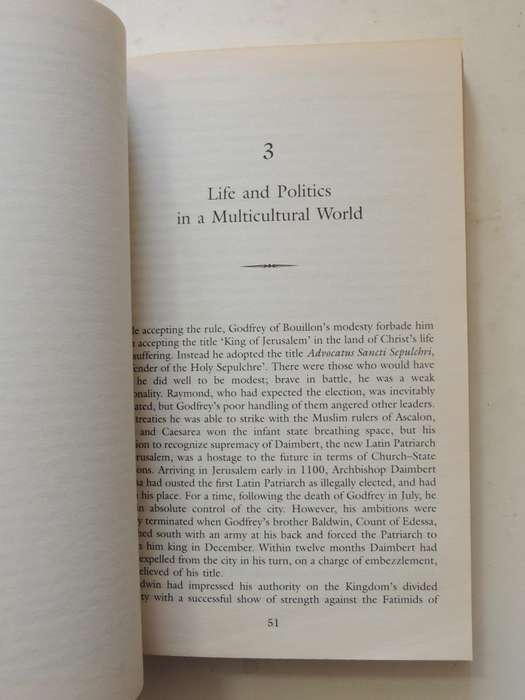 3
Life and Politics
in a Multicultural World
accepting the rule, Godfrey of Bouillon's modesty forbade him
accepting the title 'King of Jerusalem' in the land of Christ's life
suffering. Instead he adopted the title Advocatus Sancti Sepulchri,
of the Holy Sepulchre'. There were those who would have
he did well to be modest; brave in battle, he was a weak
Raymond, who had expected the election, was inevitably
but Godfrey's poor handling of them angered other leaders.
treaties he was able to strike with the Muslim rulers of Ascalon,
and Caesarea won the infant state breathing space, but his
to recognize supremacy of Daimbert, the new Latin Patriarch
was a hostage to the future in terms of Church–State
Arriving in Jerusalem early in 1100, Archbishop Daimbert
had ousted the first Latin Patriarch as illegally elected, and had
his place. For a time, following the death of Godfrey in July, he
in absolute control of the city. However, his ambitions were
terminated when Godfrey's brother Baldwin, Count of Edessa,
south with an army at his back and forced the Patriarch to
him king in December. Within twelve months Daimbert had
expelled from the city in his turn, on a charge of embezzlement,
of his title.
had impressed his authority on the Kingdom's divided
with a successful show of strength against the Fatimids of
51